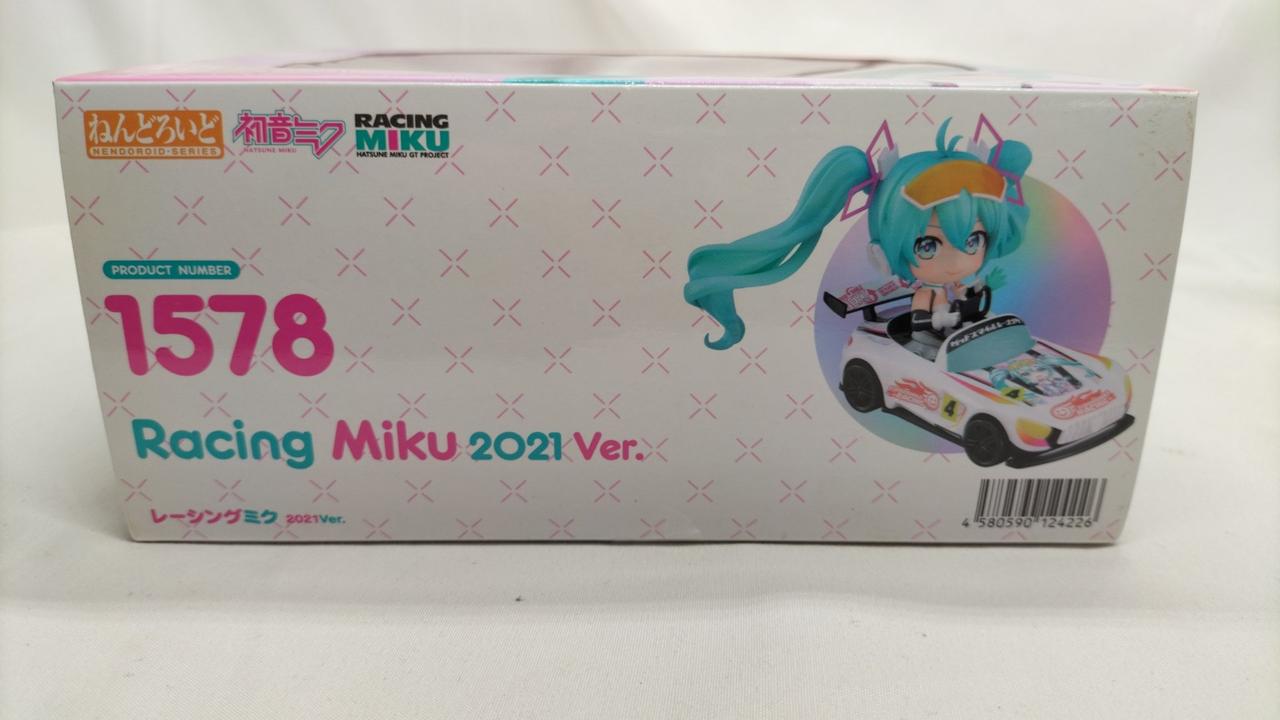 ねんどろいど
NENDOROID-SERIES
初音ミク
HATSUNE MIKU
RACING
MIKU
HATSUNE MIKU GT PROJECT
PRODUCT NUMBER
1578
Racing Miku 2021 Ver.
レーシングミク 2021Ver.
4
4
4 580590 124226